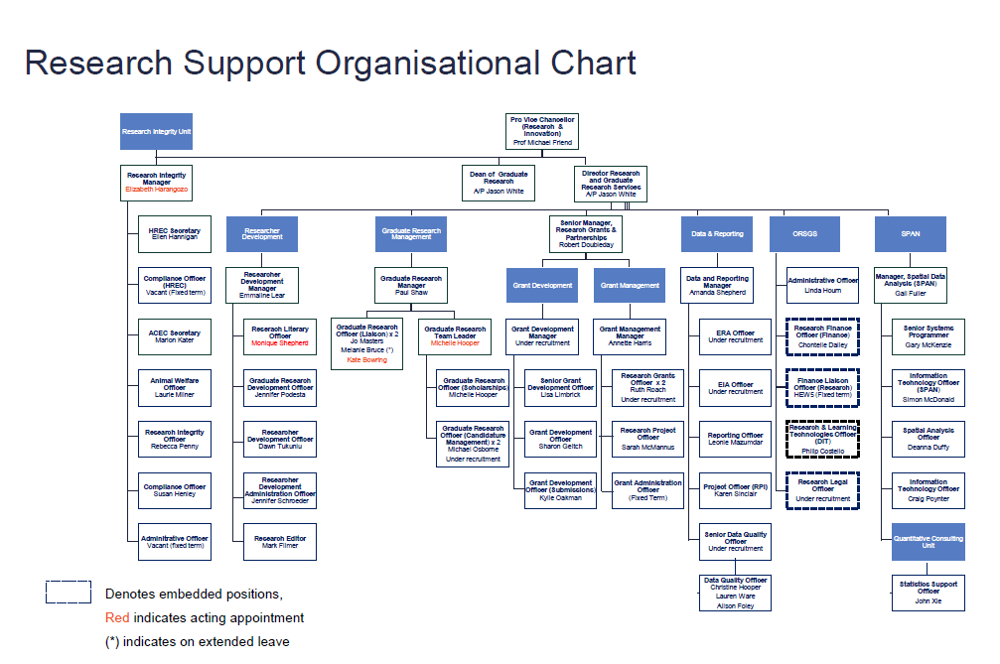 Research Support Organisational Chart
Research Integrity Unit
Pro Vice Chancellor
(Research &
Innovation)
Prof Michael Friend
Research Integrity
Manager
Elizabeth Harangozo
Dean of Graduate
Research
A/P Jason White
Director Research
and Graduate
Research Services
A/P Jason White
HREC Secretary
Ellen Hannigan
Compliance Officer
(HREC)
Vacant (Fixed term)
ACEC Secretary
Marion Kater
Animal Welfare
Officer
Laurie Milner
Research Integrity
Officer
Rebecca Penny
Compliance Officer
Susan Henley
Adminitrative Officer
Vacant (fixed term)
Researcher
Development
Researcher
Development
Manager
Emmaline Lear
Reserach Literary
Officer
Monique Shepherd
Graduate Research
Development Officer
Jennifer Podesta
Researcher
Development Officer
Dawn Tukuniu
Researcher
Development
Administration Officer
Jennifer Schroeder
Research Editor
Mark Filmer
Graduate Research
Management
Graduate Research
Manager
Paul Shaw
Graduate Research
Officer (Liaison) x 2
Jo Masters
Melanie Bruce (*)
Kate Bowring
Graduate Research
Team Leader
Michelle Hooper
Graduate Research
Officer (Scholarships)
Michelle Hooper
Graduate Research
Officer (Candidature
Management) x 2
Michael Osborne
Under recruitment
Senior Manager,
Research Grants &
Partnerships
Robert Doubleday
Grant Development
Grant Development
Manager
Under recruitment
Senior Grant
Development Officer
Lisa Limbrick
Grant Development
Officer
Sharon Geltch
Grant Development
Officer (Submissions)
Kylie Oakman
Grant Management
Grant Management
Manager
Annette Harris
Research Grants
Officer x 2
Ruth Roach
Under recruitment
Research Project
Officer
Sarah McMannus
Grant Administration
Officer
(Fixed Term)
Data & Reporting
Data and Reporting
Manager
Amanda Shepherd
ERA Officer
Under recruitment
EIA Officer
Under recruitment
Reporting Officer
Leonie Mazumdar
Project Officer (RPI)
Karen Sinclair
Senior Data Quality
Officer
Under recruitment
Data Quality Officer
Christine Hooper
Lauren Ware
Alison Foley
ORSGS
Administrative Officer
Linda Hourn
Research Finance
Officer (Finance)
Chontelle Dailey
Finance Liaison
Officer (Research)
HEW5 (Fixed term)
Research & Learning
Technologies Officer
(DIT)
Philip Costello
Research Legal
Officer
Under recruitment
SPAN
Manager, Spatial Data
Analysis (SPAN)
Gail Fuller
Senior Systems
Programmer
Gary McKenzie
Information
Technology Officer
(SPAN)
Simon McDonald
Spatial Analysis
Officer
Deanna Duffy
Information
Technology Officer
Craig Poynter
Quantitative Consulting
Unit
Statistics Support
Officer
John Xie
Denotes embedded positions,
Red indicates acting appointment
(*) indicates on extended leave